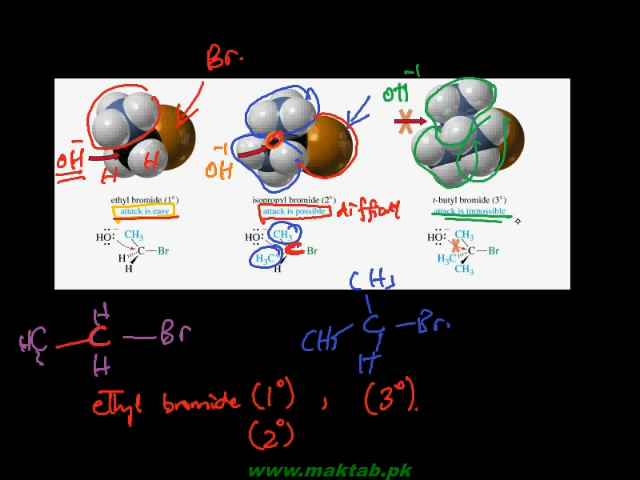 Br.
OH⁻
H
H
OH⁻¹
OH⁻¹
ethyl bromide (1°)
attack is easy
isopropyl bromide (2°)
attack is possible
difficult
t-butyl bromide (3°)
attack is impossible
HO:⁻ CH₃ C Br H H
HO:⁻ CH₃ H₃C Br H
HO:⁻ CH₃ H₃C C Br CH₃
H₃C C Br H H
CH₃ CH₃ C Br. H
ethyl bromide (1°) , (3°).
(2°)
www.maktab.pk